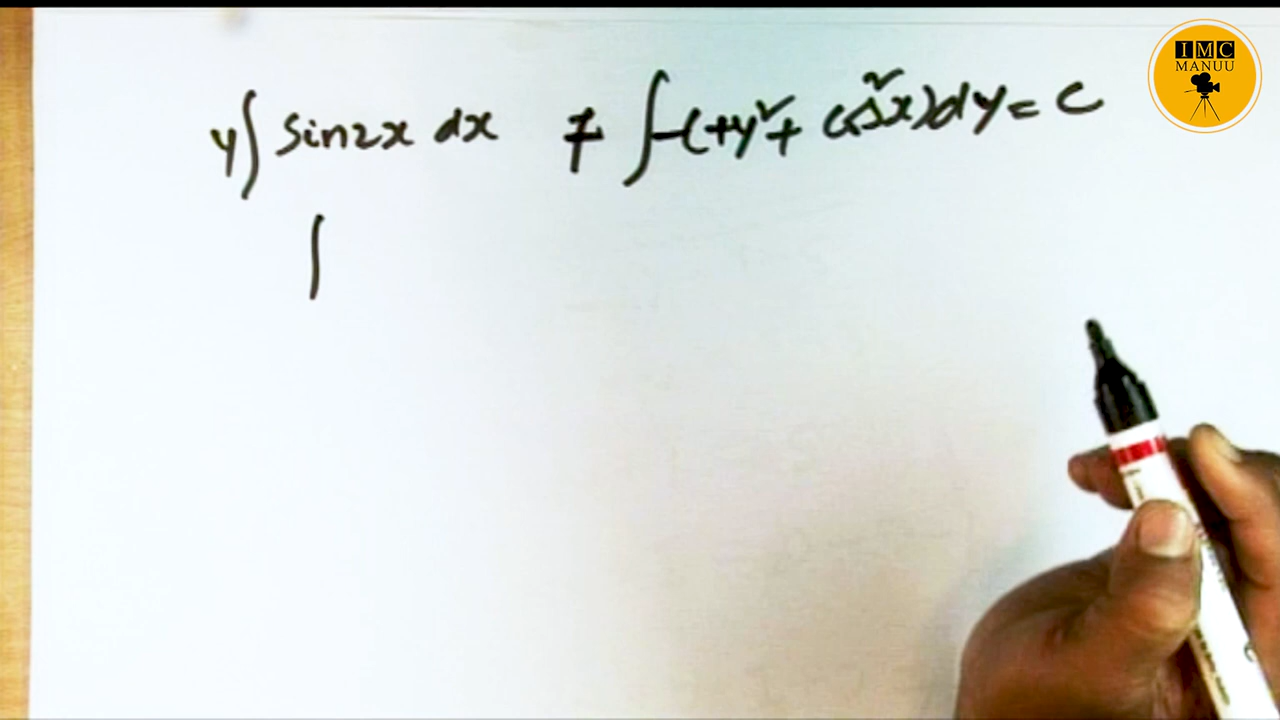 y∫ sin2x dx + ∫-(1+y²+ cos²x)dy = c
∫
IMC
MANUU